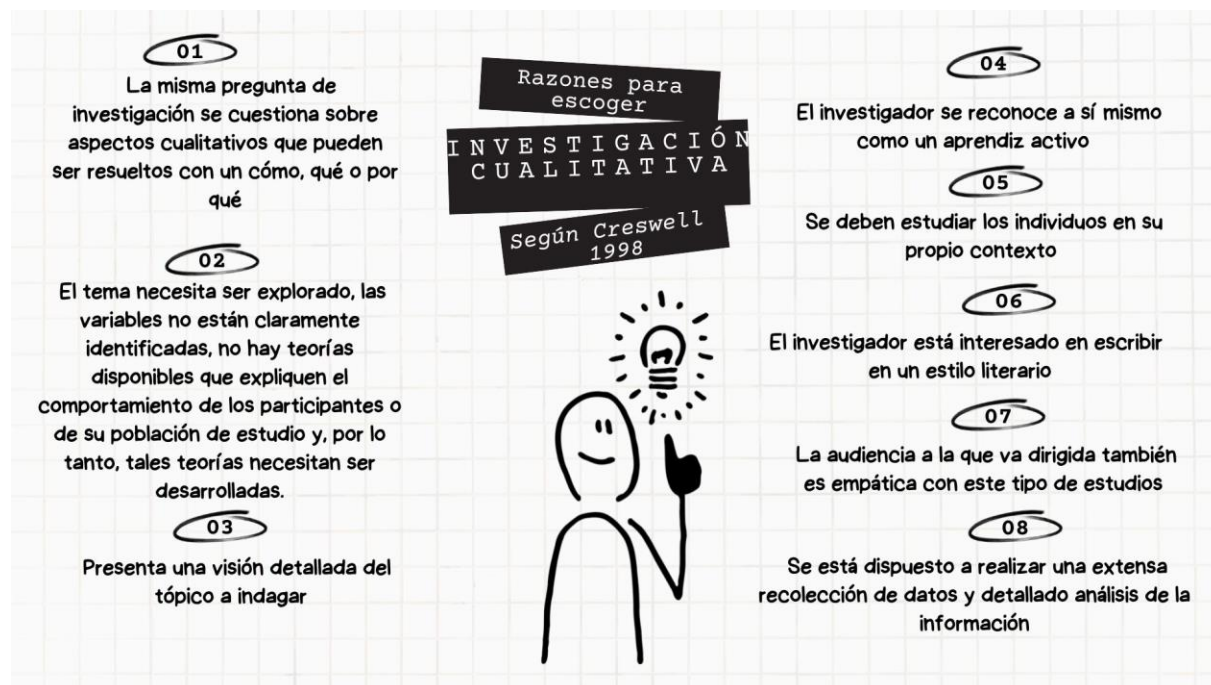 Razones para
escoger
INVESTIGACIÓN
CUALITATIVA
Según Creswell
1998
01
La misma pregunta de
investigación se cuestiona sobre
aspectos cualitativos que pueden
ser resueltos con un cómo, qué o por
qué
02
El tema necesita ser explorado, las
variables no están claramente
identificadas, no hay teorías
disponibles que expliquen el
comportamiento de los participantes o
de su población de estudio y, por lo
tanto, tales teorías necesitan ser
desarrolladas.
03
Presenta una visión detallada del
tópico a indagar
04
El investigador se reconoce a sí mismo
como un aprendiz activo
05
Se deben estudiar los individuos en su
propio contexto
06
El investigador está interesado en escribir
en un estilo literario
07
La audiencia a la que va dirigida también
es empática con este tipo de estudios
08
Se está dispuesto a realizar una extensa
recolección de datos y detallado análisis de la
información